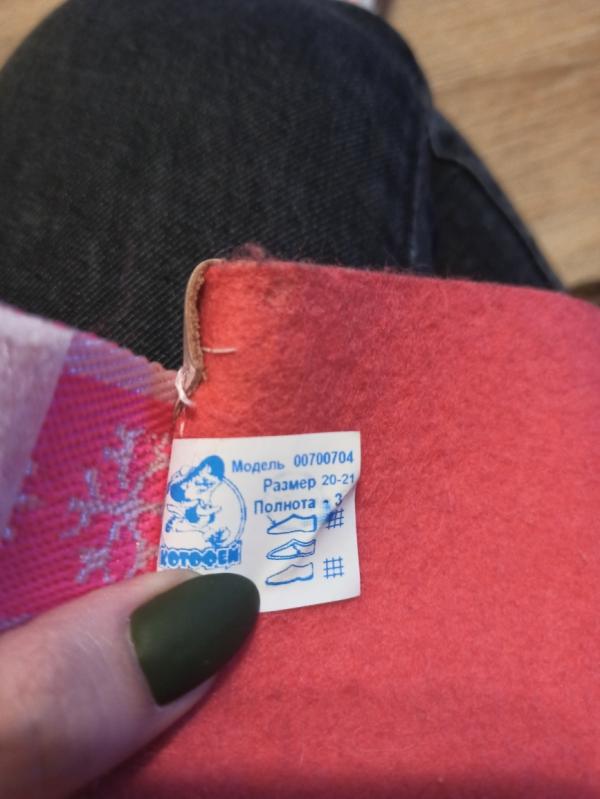 Модель 00700704
Размер 20-21
Полнота - 3
КОТОФЕЙ